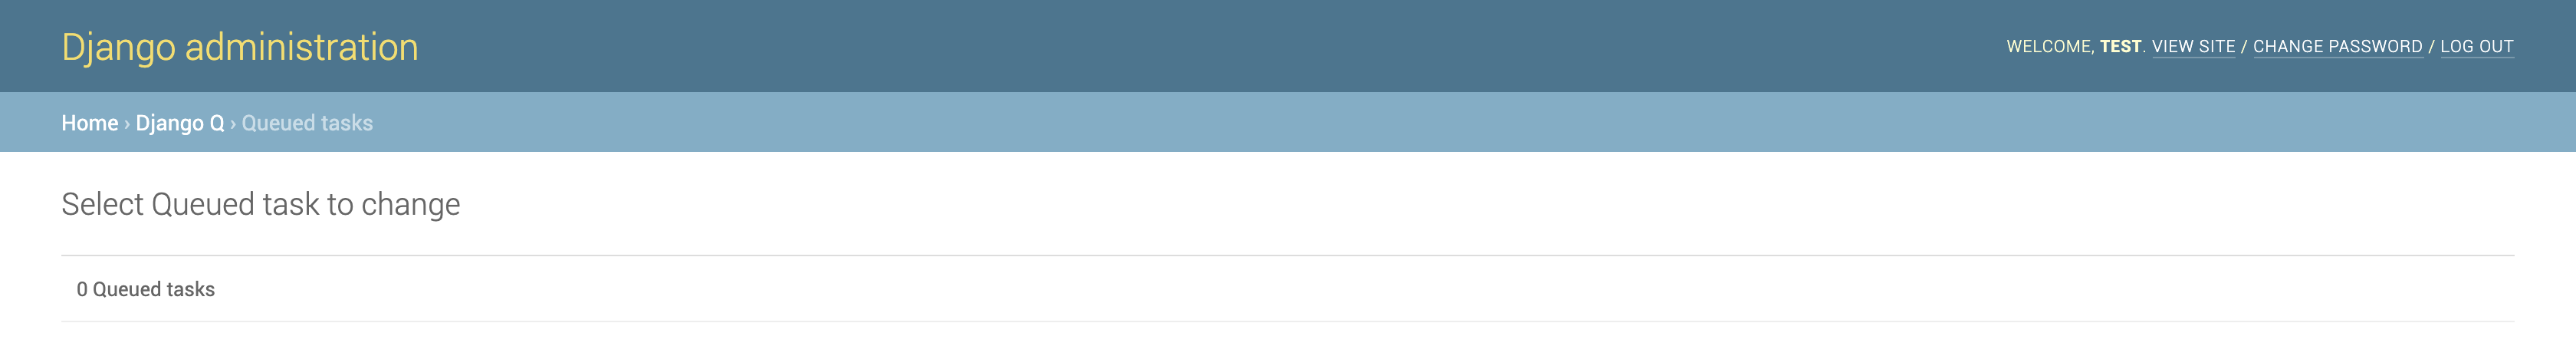 Django administration
WELCOME, TEST. VIEW SITE / CHANGE PASSWORD / LOG OUT
Home › Django Q › Queued tasks
Select Queued task to change
0 Queued tasks